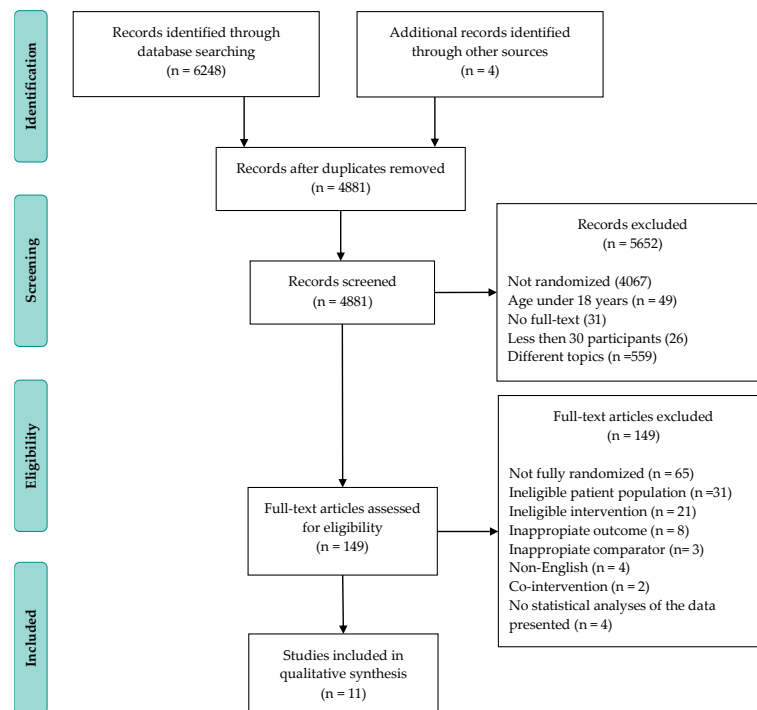 Identification
Records identified through
database searching
(n = 6248)
Additional records identified
through other sources
(n = 4)
Records after duplicates removed
(n = 4881)
Screening
Records screened
(n = 4881)
Records excluded
(n = 5652)
Not randomized (4067)
Age under 18 years (n = 49)
No full-text (31)
Less then 30 participants (26)
Different topics (n =559)
Eligibility
Full-text articles assessed
for eligibility
(n = 149)
Full-text articles excluded
(n = 149)
Not fully randomized (n = 65)
Ineligible patient population (n =31)
Ineligible intervention (n = 21)
Inappropiate outcome (n = 8)
Inappropiate comparator (n= 3)
Non-English (n = 4)
Co-intervention (n = 2)
No statistical analyses of the data
presented (n = 4)
Included
Studies included in
qualitative synthesis
(n = 11)